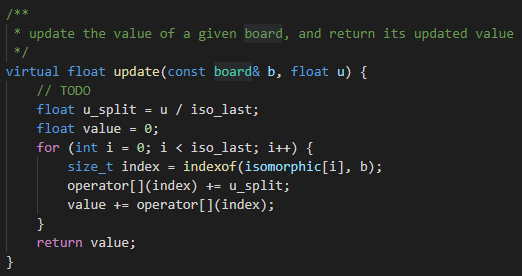 /**
 * update the value of a given board, and return its updated value
 */
virtual float update(const board& b, float u) {
    // TODO
    float u_split = u / iso_last;
    float value = 0;
    for (int i = 0; i < iso_last; i++) {
        size_t index = indexof(isomorphic[i], b);
        operator[](index) += u_split;
        value += operator[](index);
    }
    return value;
}